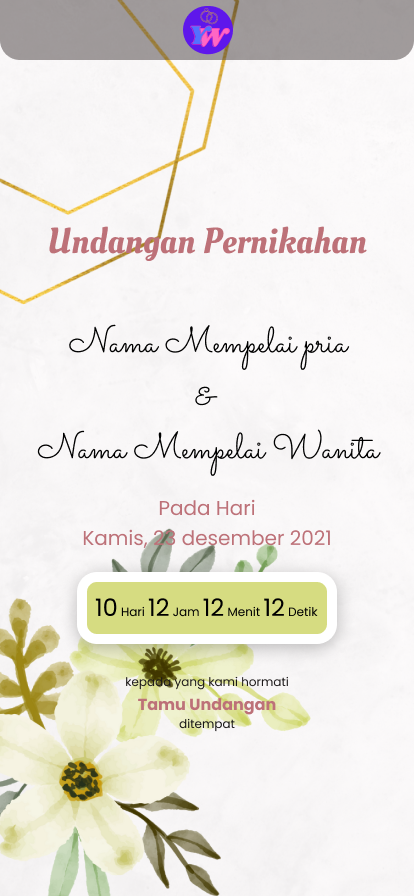 YW
Undangan Pernikahan
Nama Mempelai pria
&
Nama Mempelai Wanita
Pada Hari
Kamis, 23 desember 2021
10 Hari 12 Jam 12 Menit 12 Detik
kepada yang kami hormati
Tamu Undangan
ditempat